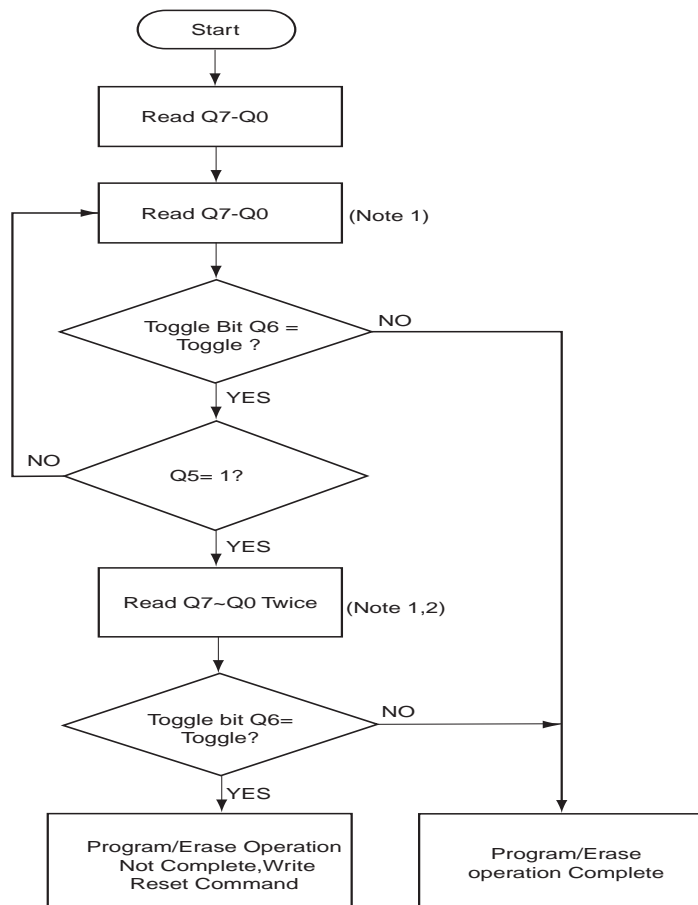 Start
Read Q7-Q0
Read Q7-Q0
(Note 1)
Toggle Bit Q6 =
Toggle ?
NO
YES
NO
Q5= 1?
YES
Read Q7~Q0 Twice
(Note 1,2)
Toggle bit Q6=
Toggle?
NO
YES
Program/Erase Operation
Not Complete,Write
Reset Command
Program/Erase
operation Complete